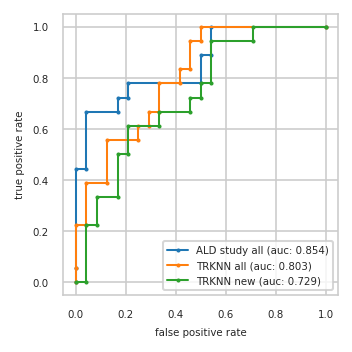 1.0
0.8
0.6
0.4
0.2
0.0
true positive rate
ALD study all (auc: 0.854)
TRKNN all (auc: 0.803)
TRKNN new (auc: 0.729)
0.0 0.2 0.4 0.6 0.8 1.0
false positive rate